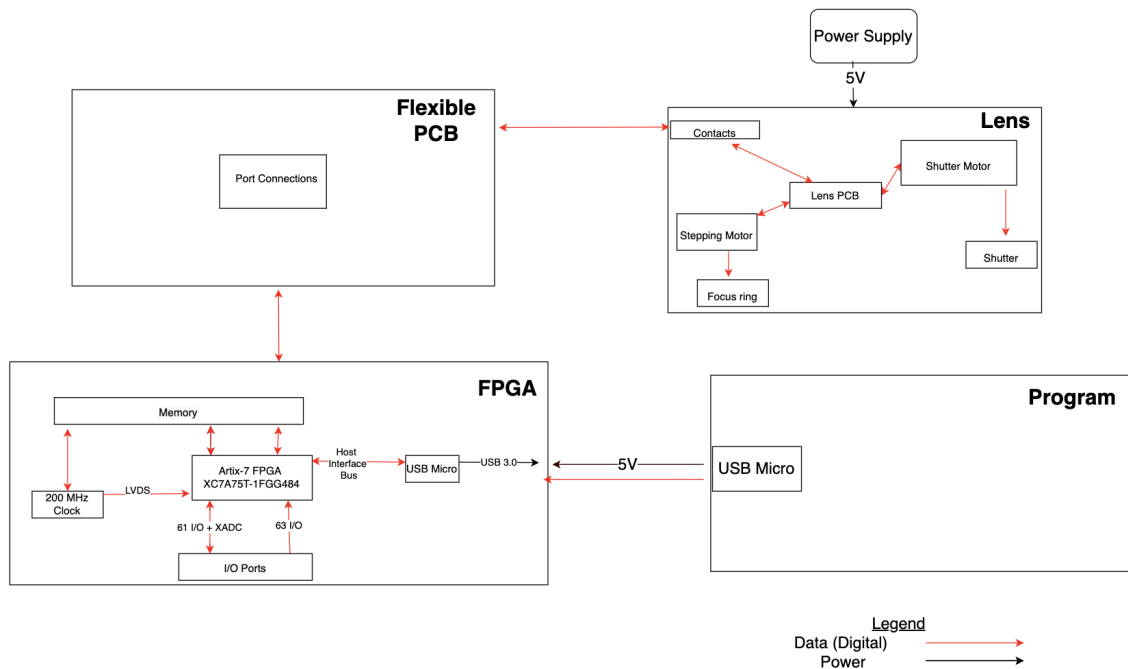 Power Supply
5V
Flexible
PCB
Port Connections
Lens
Contacts
Shutter Motor
Lens PCB
Stepping Motor
Shutter
Focus ring
FPGA
Memory
Artix-7 FPGA
XC7A75T-1FGG484
Host
Interface
Bus
USB Micro
USB 3.0
200 MHz
Clock
LVDS
61 I/O + XADC
63 I/O
I/O Ports
5V
Program
USB Micro
Legend
Data (Digital)
Power